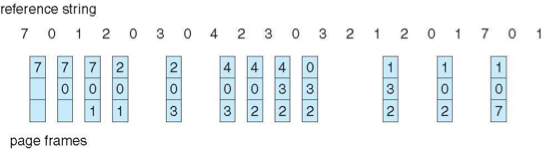 reference string
7 0 1 2 0 3 0 4 2 3 0 3 2 1 2 0 1 7 0 1
7 7 7 2 2 4 4 4 0 1 1 1
0 0 0 0 0 0 3 3 3 0 0
1 1 3 3 2 2 2 2 2 7
page frames